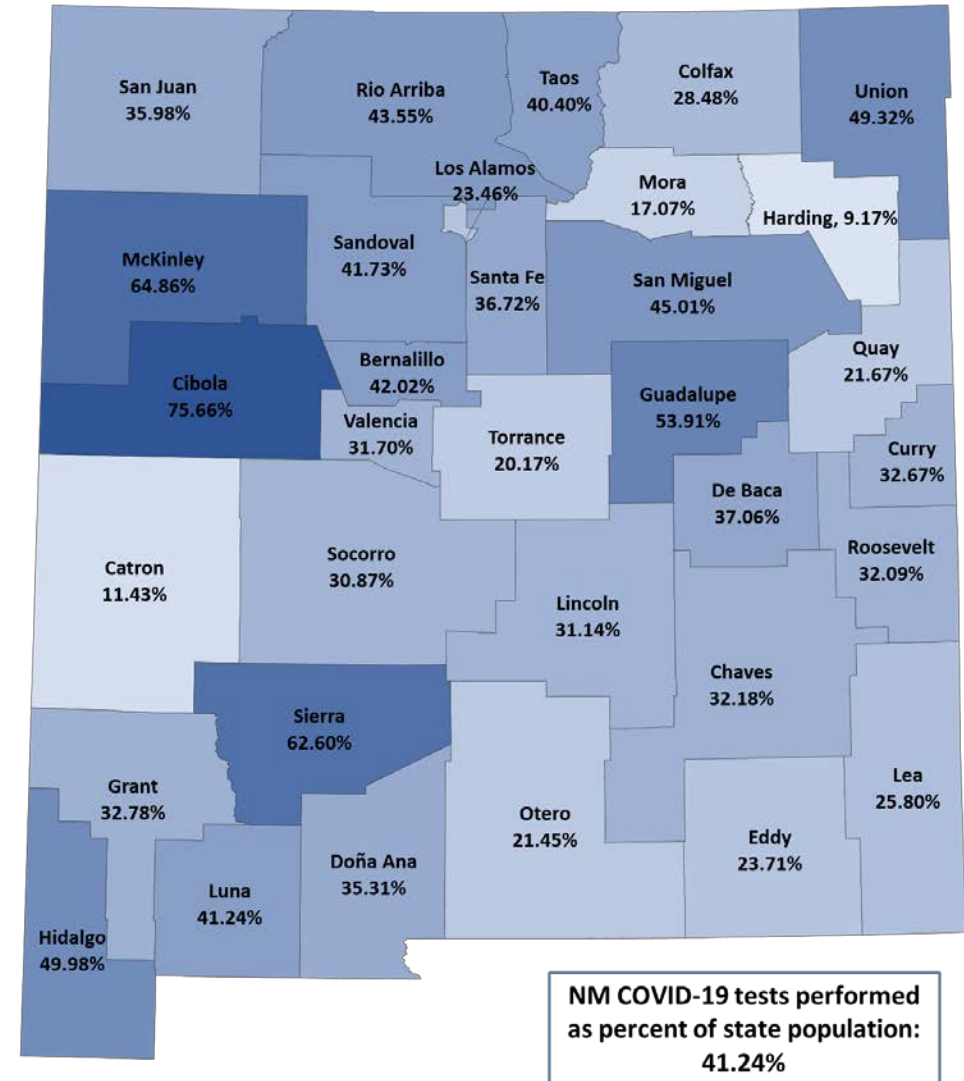 San Juan
35.98%
Rio Arriba
43.55%
Taos
40.40%
Colfax
28.48%
Union
49.32%
Los Alamos
23.46%
Mora
17.07%
Harding, 9.17%
McKinley
64.86%
Sandoval
41.73%
Santa Fe
36.72%
San Miguel
45.01%
Cibola
75.66%
Bernalillo
42.02%
Valencia
31.70%
Torrance
20.17%
Guadalupe
53.91%
Quay
21.67%
Curry
32.67%
De Baca
37.06%
Roosevelt
32.09%
Catron
11.43%
Socorro
30.87%
Lincoln
31.14%
Chaves
32.18%
Sierra
62.60%
Grant
32.78%
Otero
21.45%
Lea
25.80%
Eddy
23.71%
Doña Ana
35.31%
Luna
41.24%
Hidalgo
49.98%
NM COVID-19 tests performed
as percent of state population:
41.24%